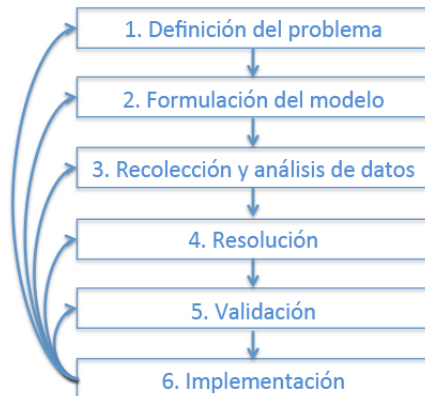 1. Definición del problema
2. Formulación del modelo
3. Recolección y análisis de datos
4. Resolución
5. Validación
6. Implementación